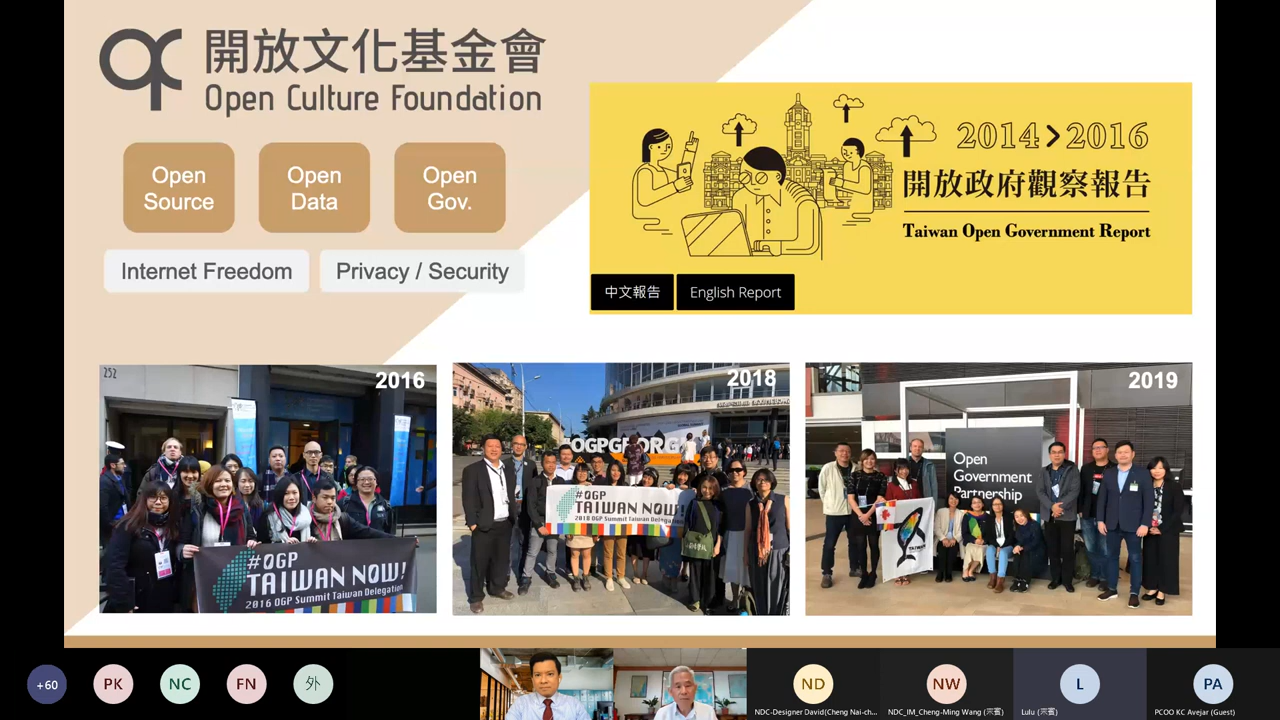 開放文化基金會
Open Culture Foundation
Open
Source
Open
Data
Open
Gov.
Internet Freedom
Privacy / Security
2014>2016
開放政府觀察報告
Taiwan Open Government Report
中文報告
English Report
252
2016
#OGP
TAIWAN NOW!
2016 OGP Summit Taiwan Delegation
2018
OGPGE.ORG
#OGP
TAIWAN NOW!
2018 OGP Summit Taiwan Delegation
2019
Open
Government
Partnership
TAIWAN
+60
PK
NC
FN
外
ND
NDC-Designer David(Cheng Nai-ch...
NW
NDC_IM_Cheng-Ming Wang (來賓)
L
Lulu (來賓)
PA
PCOO KC Avejar (Guest)